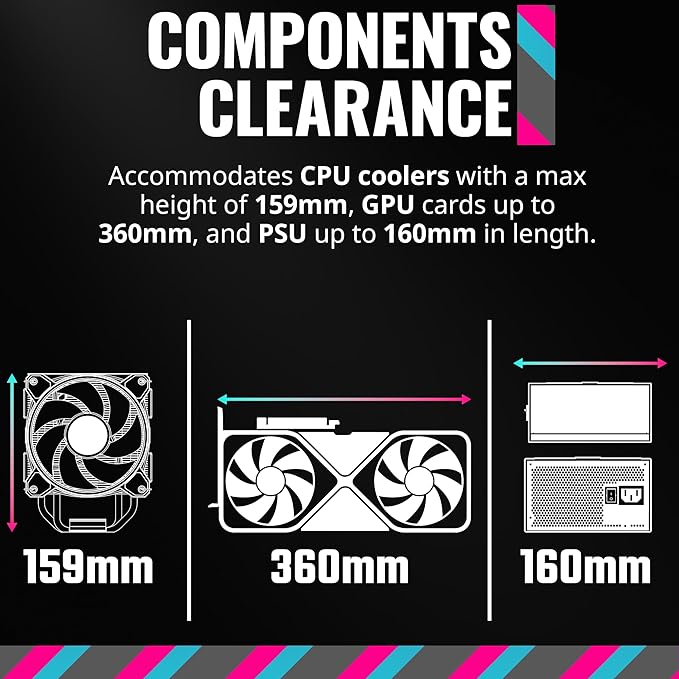 COMPONENTS
CLEARANCE
Accommodates CPU coolers with a max
height of 159mm, GPU cards up to
360mm, and PSU up to 160mm in length.
159mm
360mm
160mm